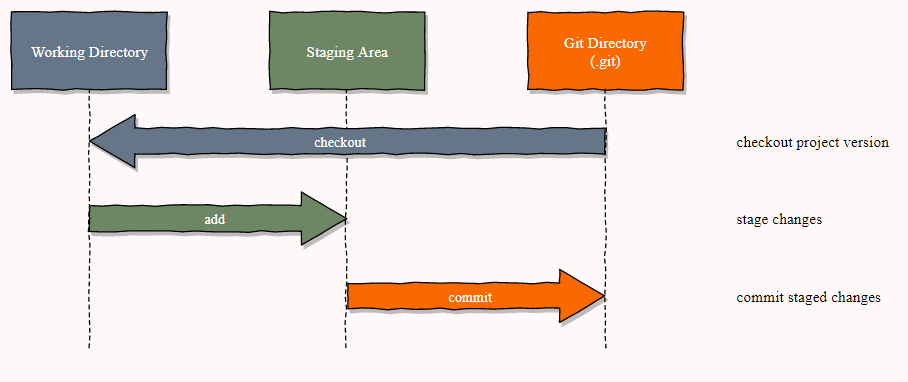 Working Directory
Staging Area
Git Directory
(.git)
checkout
checkout project version
add
stage changes
commit
commit staged changes